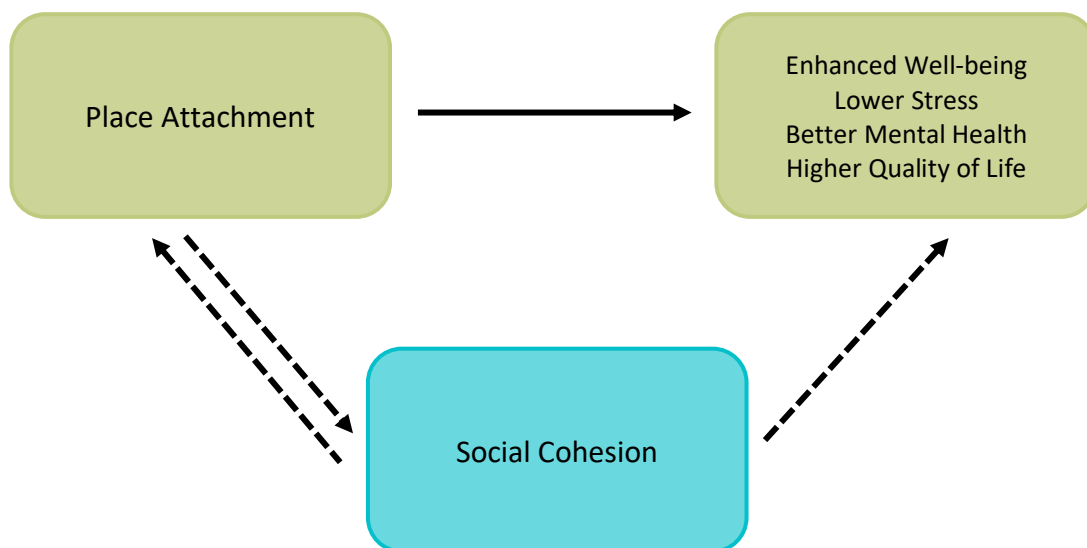 Place Attachment
Enhanced Well-being
Lower Stress
Better Mental Health
Higher Quality of Life
Social Cohesion